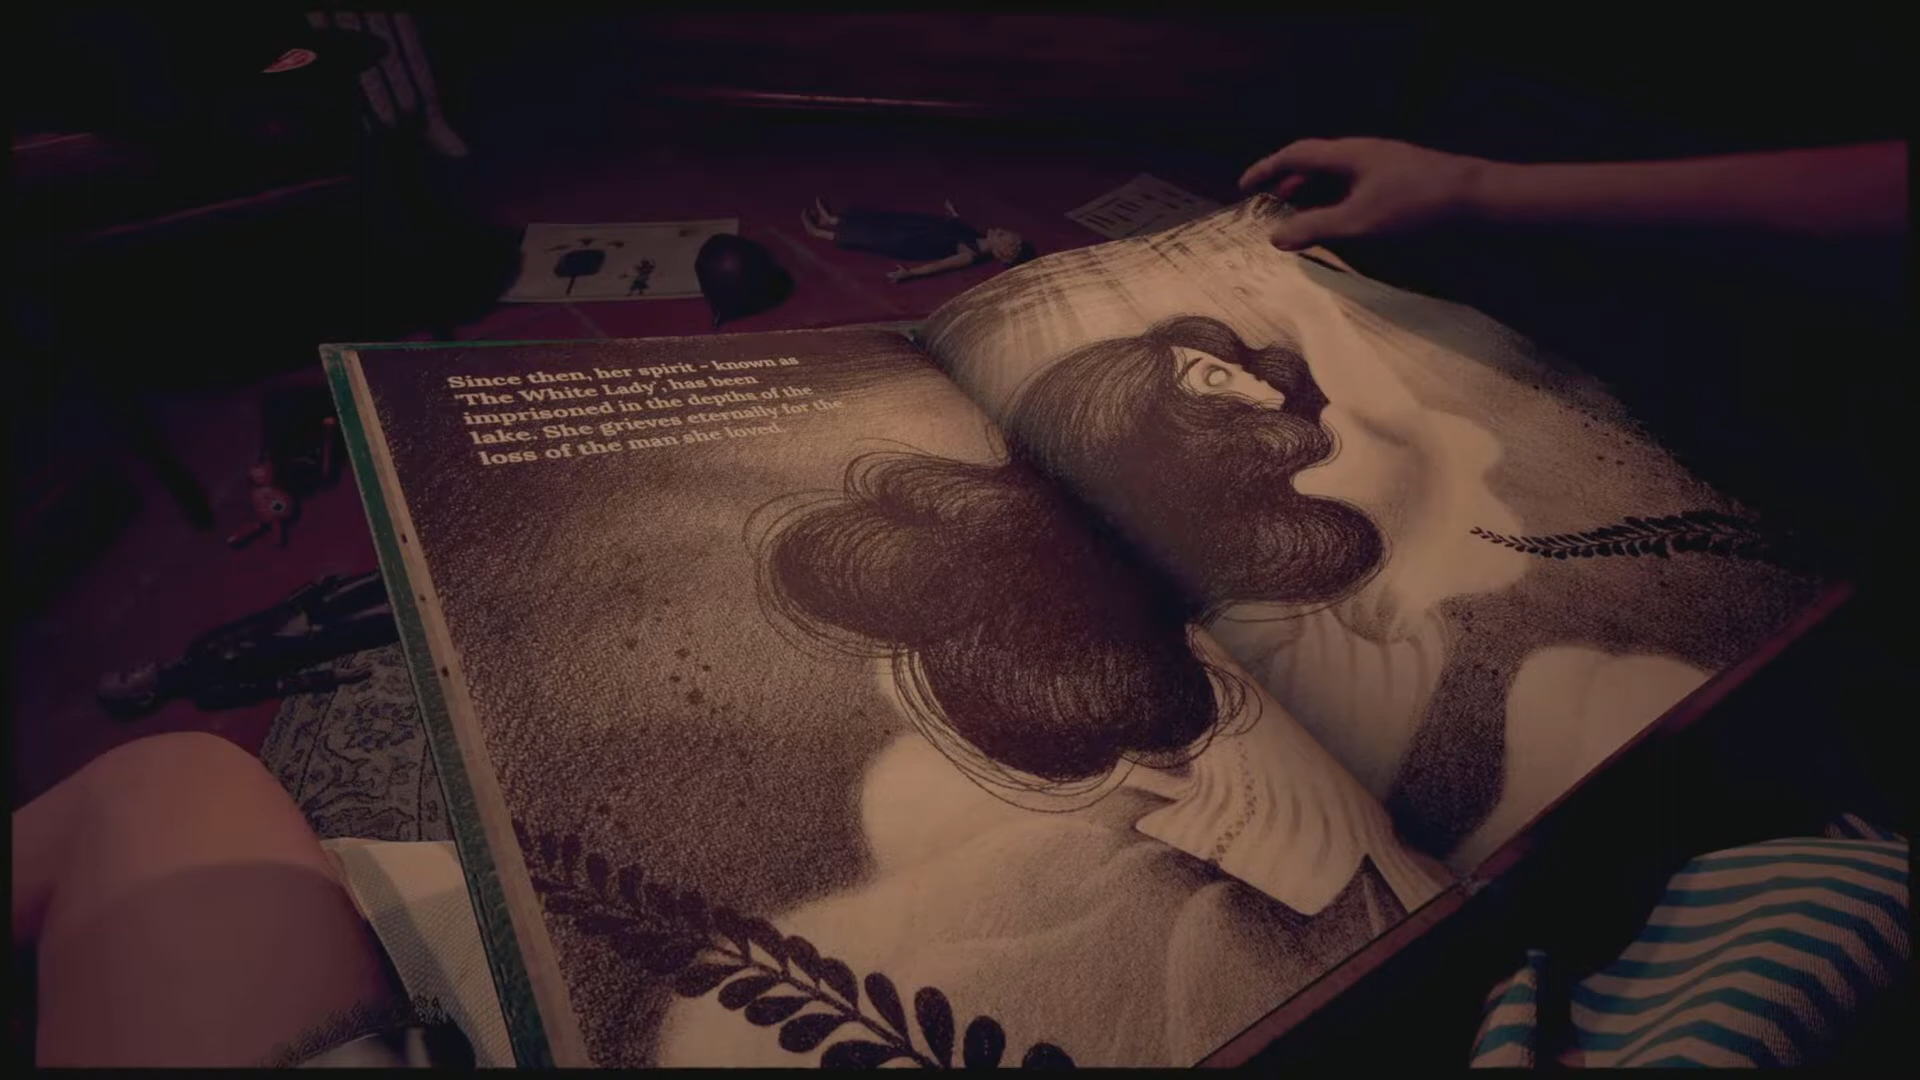 Since then, her spirit - known as
'The White Lady', has been
imprisoned in the depths of the
lake. She grieves eternally for the
loss of the man she loved.